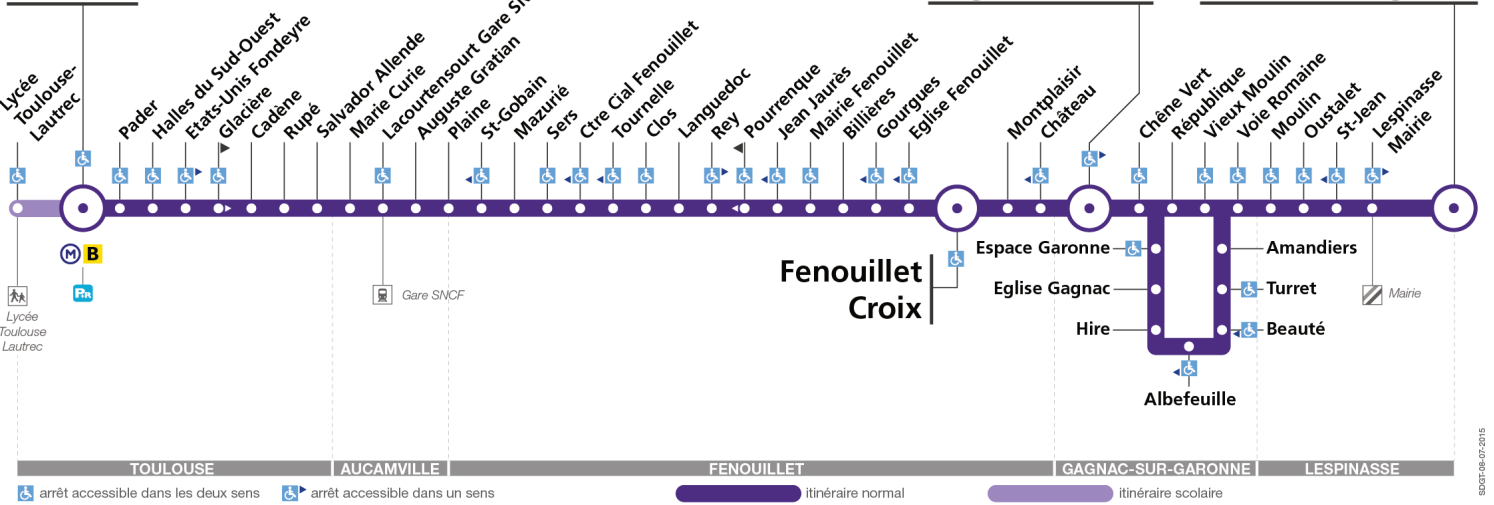 Lycée
Toulouse-
Lautrec
Pader
Halles du Sud-Ouest
Etats-Unis Fondeyre
Glacière
Cadène
Rupé
Salvador Allende
Marie Curie
Lacourtensourt Gare
Auguste Gratian
Plaine
St-Gobain
Mazurié
Sers
Ctre Cial Fenouillet
Tournelle
Clos
Languedoc
Rey
Pourrenque
Jean Jaurès
Mairie Fenouillet
Billières
Gourgues
Eglise Fenouillet
Montplaisir
Château
Chêne Vert
République
Vieux Moulin
Voie Romaine
Moulin
Oustalet
St-Jean
Lespinasse
Mairie
M B
P+R
Lycée
Toulouse
Lautrec
Gare SNCF
Fenouillet
Croix
Espace Garonne
Eglise Gagnac
Hire
Amandiers
Turret
Beauté
Albefeuille
Mairie
TOULOUSE
AUCAMVILLE
FENOUILLET
GAGNAC-SUR-GARONNE
LESPINASSE
arrêt accessible dans les deux sens
arrêt accessible dans un sens
itinéraire normal
itinéraire scolaire
SDGT-08-07-2015